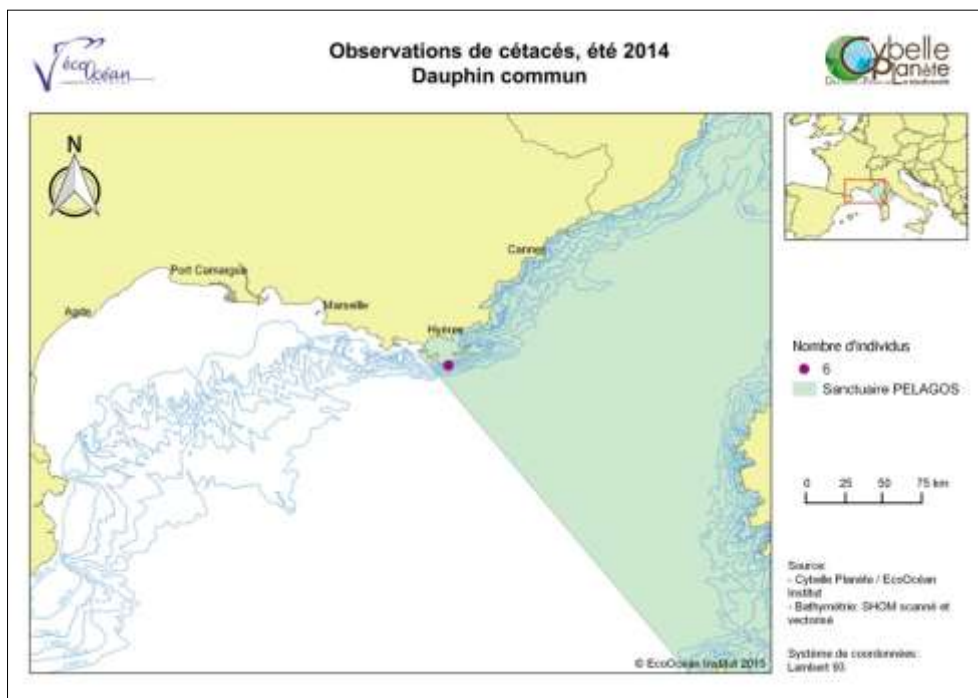 écoOcéan
Observations de cétacés, été 2014
Dauphin commun
Cybelle
Planète
N
Cannes
Port Camargue
Agde
Marseille
Hyères
© EcoOcéan Institut 2015
Nombre d'individus
6
Sanctuaire PELAGOS
0 25 50 75 km
Source:
- Cybelle Planète / EcoOcéan
Institut
- Bathymétrie: SHOM scanné et
vectorisé
Système de coordonnées:
Lambert 93